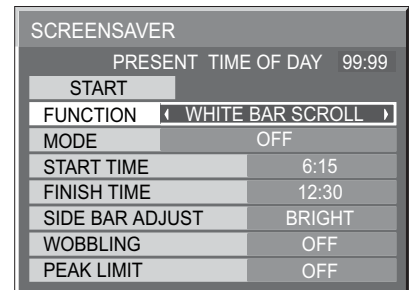 SCREENSAVER
PRESENT TIME OF DAY 99:99
START
FUNCTION WHITE BAR SCROLL
MODE OFF
START TIME 6:15
FINISH TIME 12:30
SIDE BAR ADJUST BRIGHT
WOBBLING OFF
PEAK LIMIT OFF